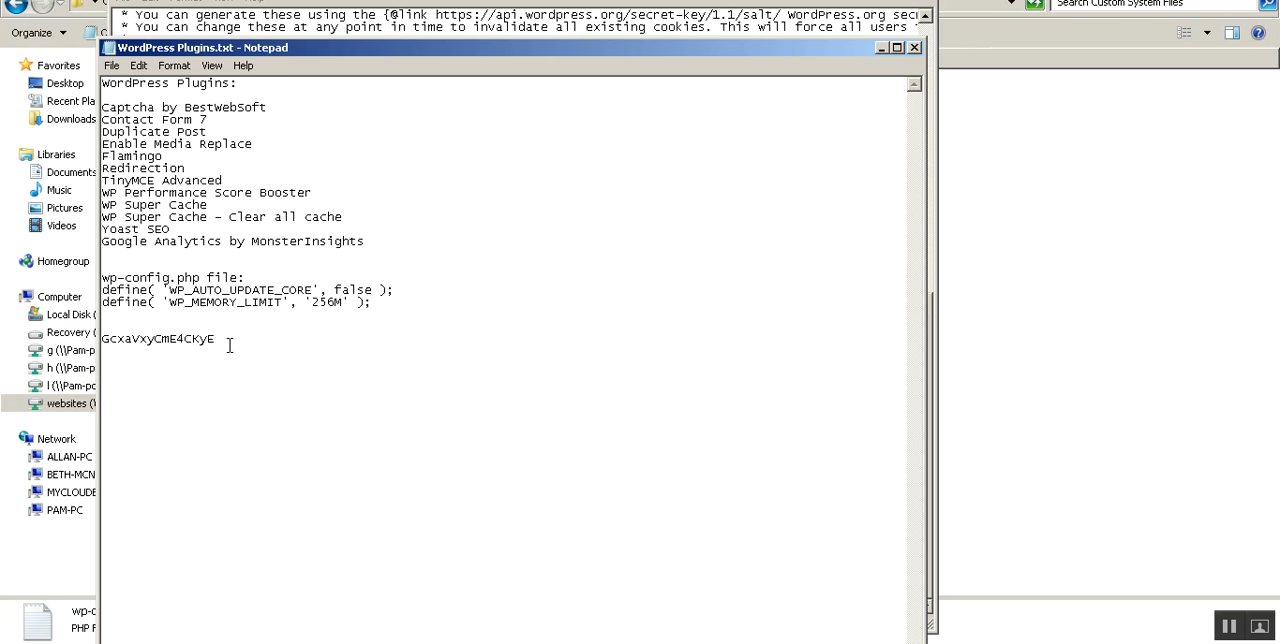 * You can generate these using the {@link https://api.wordpress.org/secret-key/1.1/salt/ WordPress.org
* You can change these at any point in time to invalidate all existing cookies. This will force all users
Search Custom System Files
Organize
WordPress Plugins.txt - Notepad
File Edit Format View Help
WordPress Plugins:
Captcha by BestWebSoft
Contact Form 7
Duplicate Post
Enable Media Replace
Flamingo
Redirection
TinyMCE Advanced
WP Performance Score Booster
WP Super Cache
WP Super Cache - Clear all cache
Yoast SEO
Google Analytics by MonsterInsights
wp-config.php file:
define( 'WP_AUTO_UPDATE_CORE', false );
define( 'WP_MEMORY_LIMIT', '256M' );
GcxaVxyCmE4CKyE
Favorites
Desktop
Recent Pla
Downloads
Libraries
Documents
Music
Pictures
Videos
Homegroup
Computer
Local Disk (
Recovery (
g (\\Pam-p
h (\\Pam-p
l (\\Pam-pc
websites (\
Network
ALLAN-PC
BETH-MCN
MYCLOUDE
PAM-PC
wp-c
PHP F